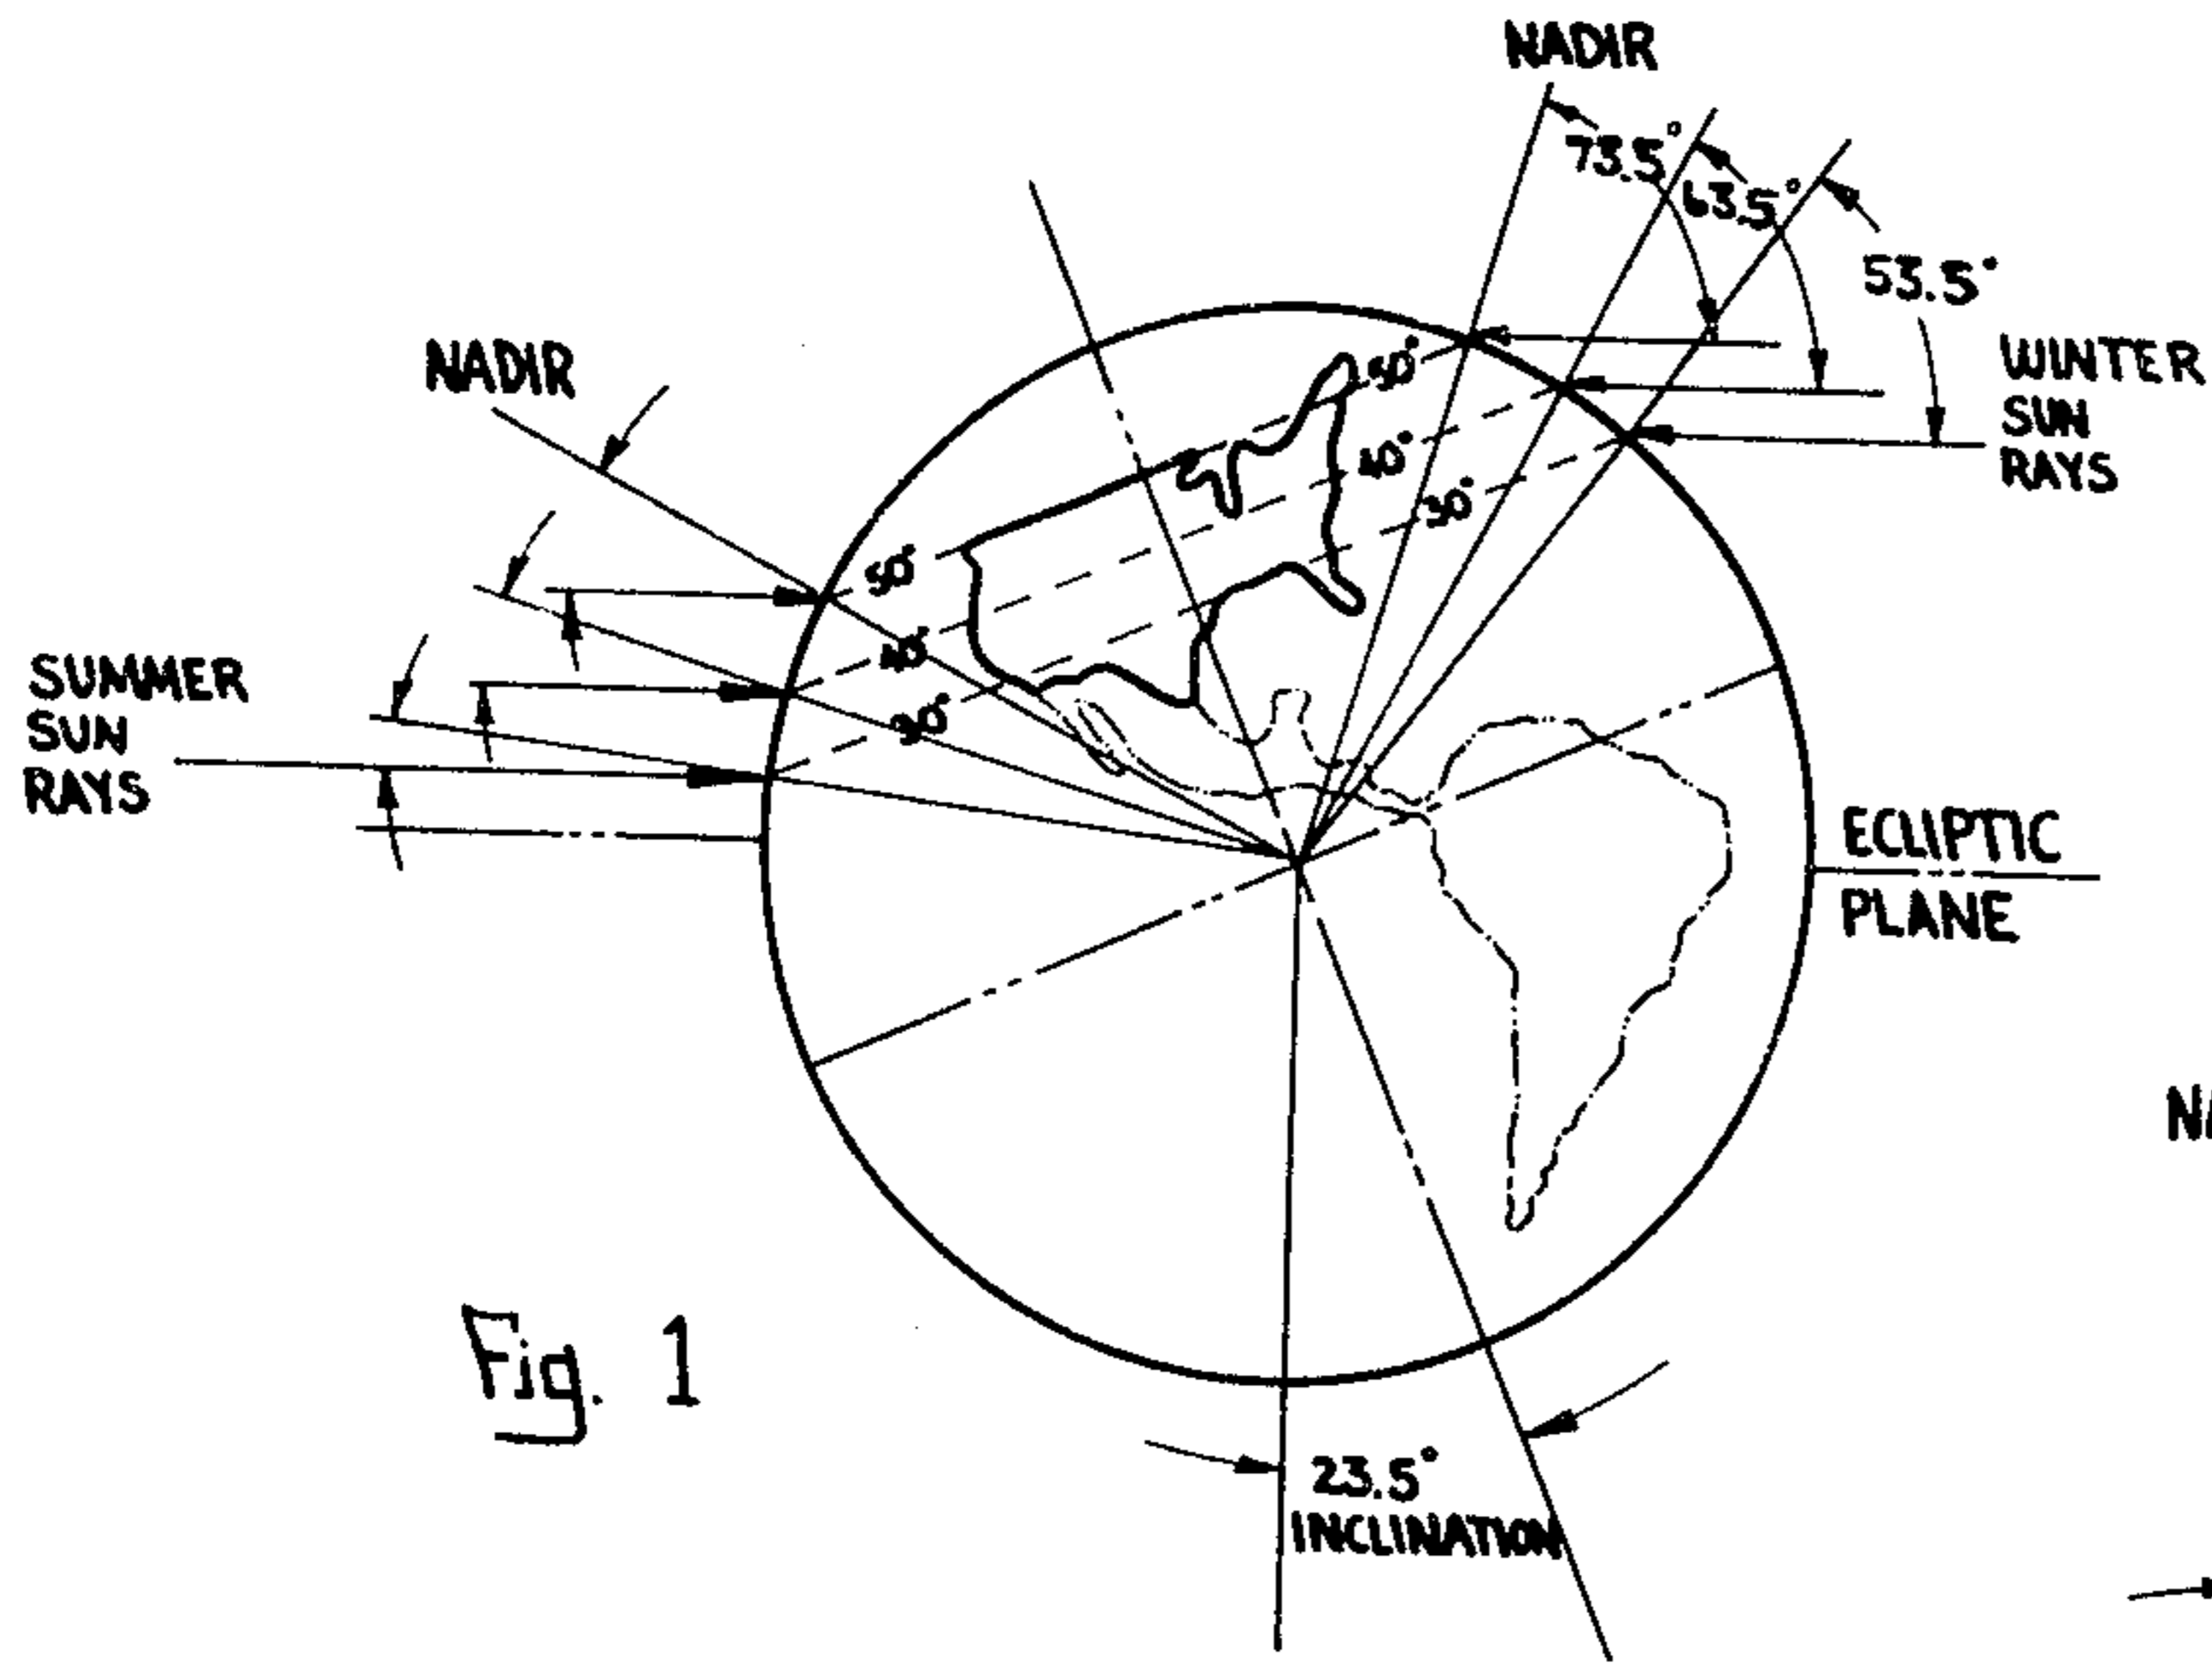 NADIR
73.5°
63.5°
53.5°
WINTER
SUN
RAYS
NADIR
50°
40°
30°
50°
40°
30°
SUMMER
SUN
RAYS
ECLIPTIC
PLANE
Fig. 1
23.5°
INCLINATION